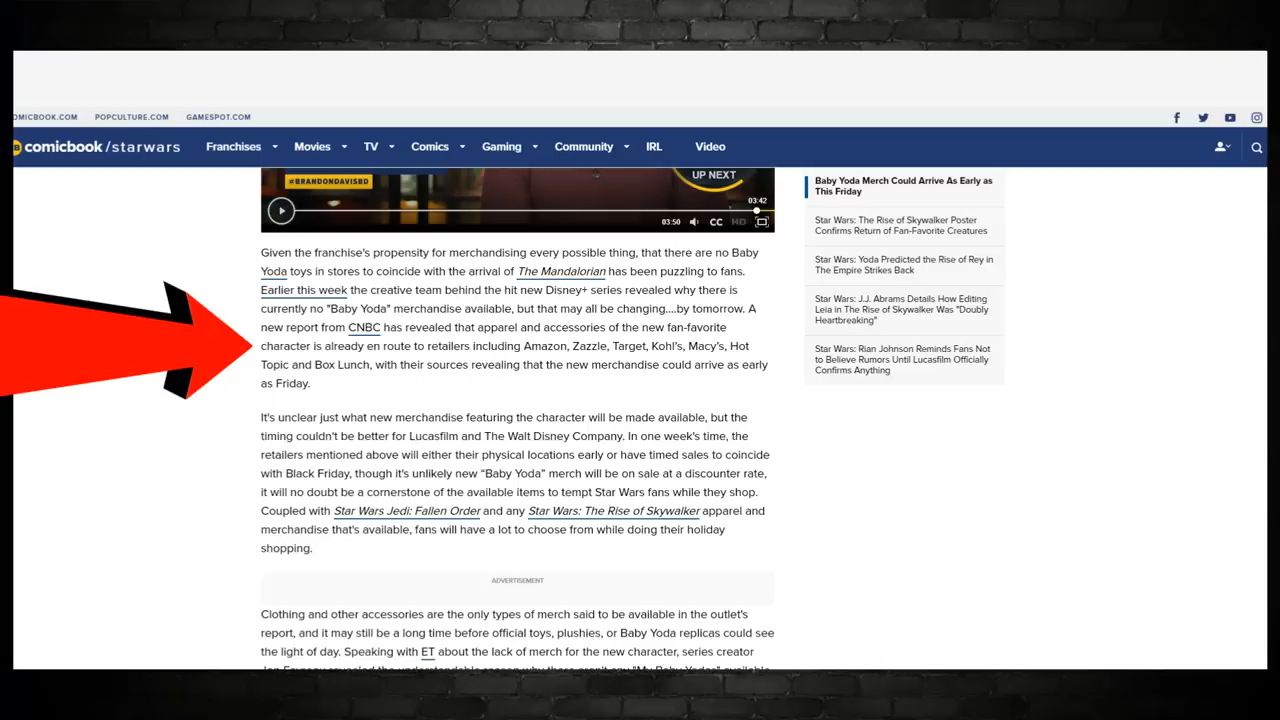 POPCULTURE.COM GAMESPOT.COM
comicbook/starwars Franchises Movies TV Comics Gaming Community IRL Video
#BRANDONDAVISBD
UP NEXT
03:42
03:50 CC HD
Given the franchise's propensity for merchandising every possible thing, that there are no Baby
Yoda toys in stores to coincide with the arrival of The Mandalorian has been puzzling to fans.
Earlier this week the creative team behind the hit new Disney+ series revealed why there is
currently no "Baby Yoda" merchandise available, but that may all be changing....by tomorrow. A
new report from CNBC has revealed that apparel and accessories of the new fan-favorite
character is already en route to retailers including Amazon, Zazzle, Target, Kohl's, Macy's, Hot
Topic and Box Lunch, with their sources revealing that the new merchandise could arrive as early
as Friday.
It's unclear just what new merchandise featuring the character will be made available, but the
timing couldn't be better for Lucasfilm and The Walt Disney Company. In one week's time, the
retailers mentioned above will either their physical locations early or have timed sales to coincide
with Black Friday, though it's unlikely new “Baby Yoda” merch will be on sale at a discounter rate,
it will no doubt be a cornerstone of the available items to tempt Star Wars fans while they shop.
Coupled with Star Wars Jedi: Fallen Order and any Star Wars: The Rise of Skywalker apparel and
merchandise that's available, fans will have a lot to choose from while doing their holiday
shopping.
ADVERTISEMENT
Clothing and other accessories are the only types of merch said to be available in the outlet's
report, and it may still be a long time before official toys, plushies, or Baby Yoda replicas could see
the light of day. Speaking with ET about the lack of merch for the new character, series creator
Baby Yoda Merch Could Arrive As Early as
This Friday
Star Wars: The Rise of Skywalker Poster
Confirms Return of Fan-Favorite Creatures
Star Wars: Yoda Predicted the Rise of Rey in
The Empire Strikes Back
Star Wars: J.J. Abrams Details How Editing
Leia in The Rise of Skywalker Was "Doubly
Heartbreaking"
Star Wars: Rian Johnson Reminds Fans Not
to Believe Rumors Until Lucasfilm Officially
Confirms Anything